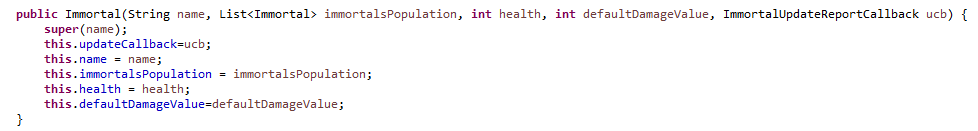 public Immortal(String name, List<Immortal> immortalsPopulation, int health, int defaultDamageValue, ImmortalUpdateReportCallback ucb) {
super(name);
this.updateCallback=ucb;
this.name = name;
this.immortalsPopulation = immortalsPopulation;
this.health = health;
this.defaultDamageValue=defaultDamageValue;
}